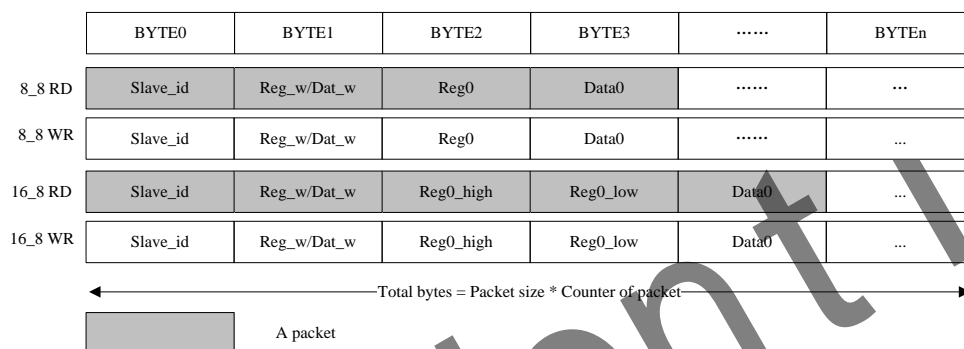 BYTE0 BYTE1 BYTE2 BYTE3 …… BYTEn
8_8 RD Slave_id Reg_w/Dat_w Reg0 Data0 …… …
8_8 WR Slave_id Reg_w/Dat_w Reg0 Data0 …… ...
16_8 RD Slave_id Reg_w/Dat_w Reg0_high Reg0_low Data0 ...
16_8 WR Slave_id Reg_w/Dat_w Reg0_high Reg0_low Data0 ...
Total bytes = Packet size * Counter of packet
A packet